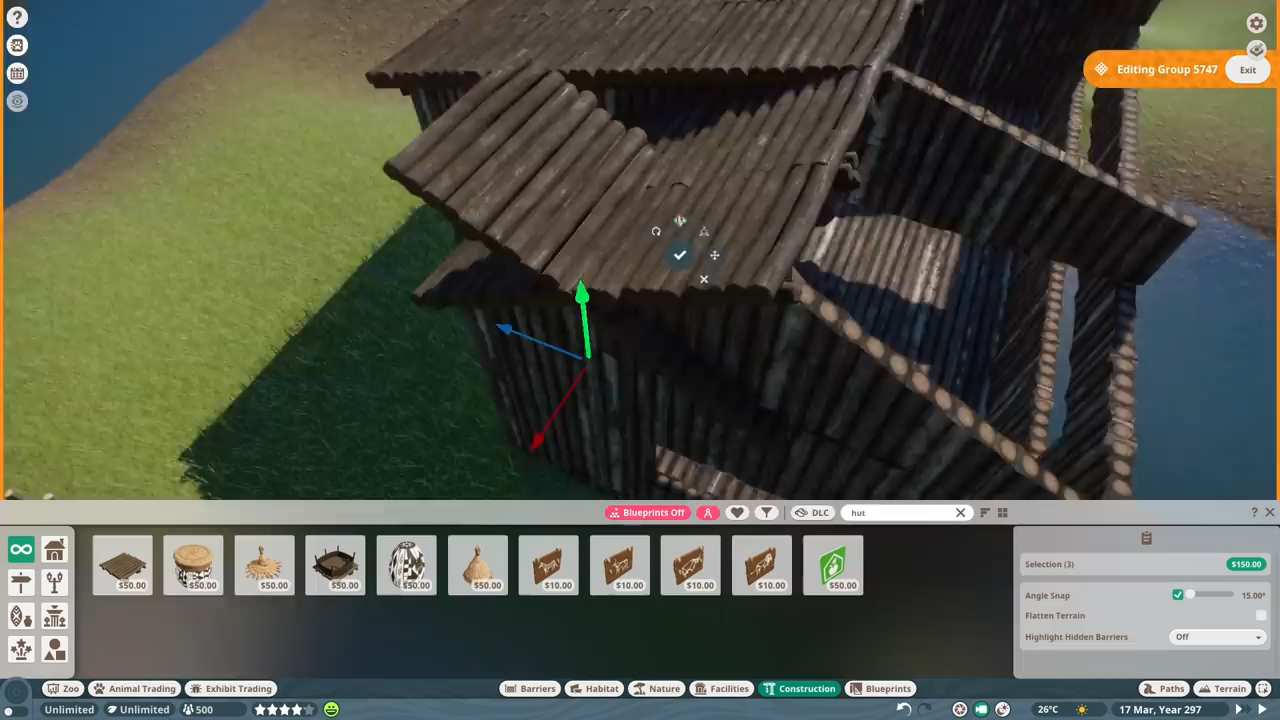 Editing Group 5747
Exit
Blueprints Off
DLC
hut
$50.00
$50.00
$50.00
$50.00
$50.00
$50.00
$10.00
$10.00
$10.00
$10.00
$50.00
Selection (3)
$150.00
Angle Snap
15.00°
Flatten Terrain
Highlight Hidden Barriers
Off
Zoo
Animal Trading
Exhibit Trading
Barriers
Habitat
Nature
Facilities
Construction
Blueprints
Paths
Terrain
Unlimited
Unlimited
500
26°C
17 Mar, Year 297